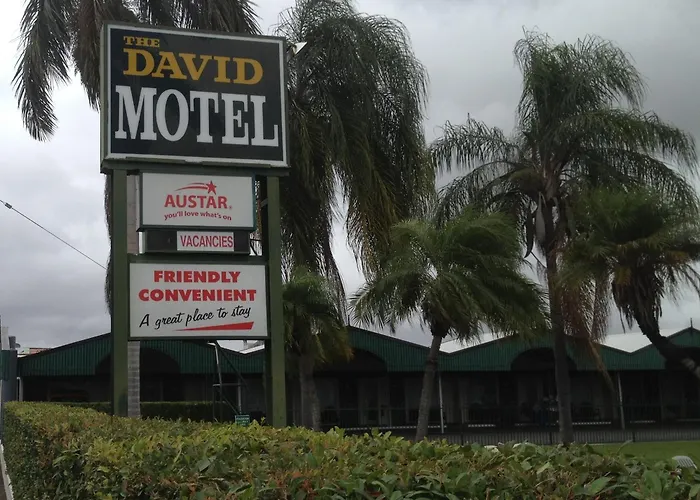 THE
DAVID
MOTEL
AUSTAR
you'll love what's on
VACANCIES
FRIENDLY
CONVENIENT
A great place to stay